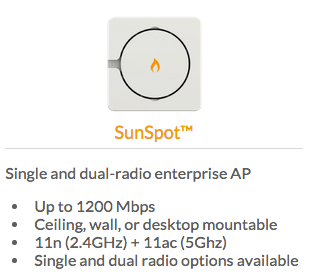 SunSpot™
Single and dual-radio enterprise AP
• Up to 1200 Mbps
• Ceiling, wall, or desktop mountable
• 11n (2.4GHz) + 11ac (5Ghz)
• Single and dual radio options available